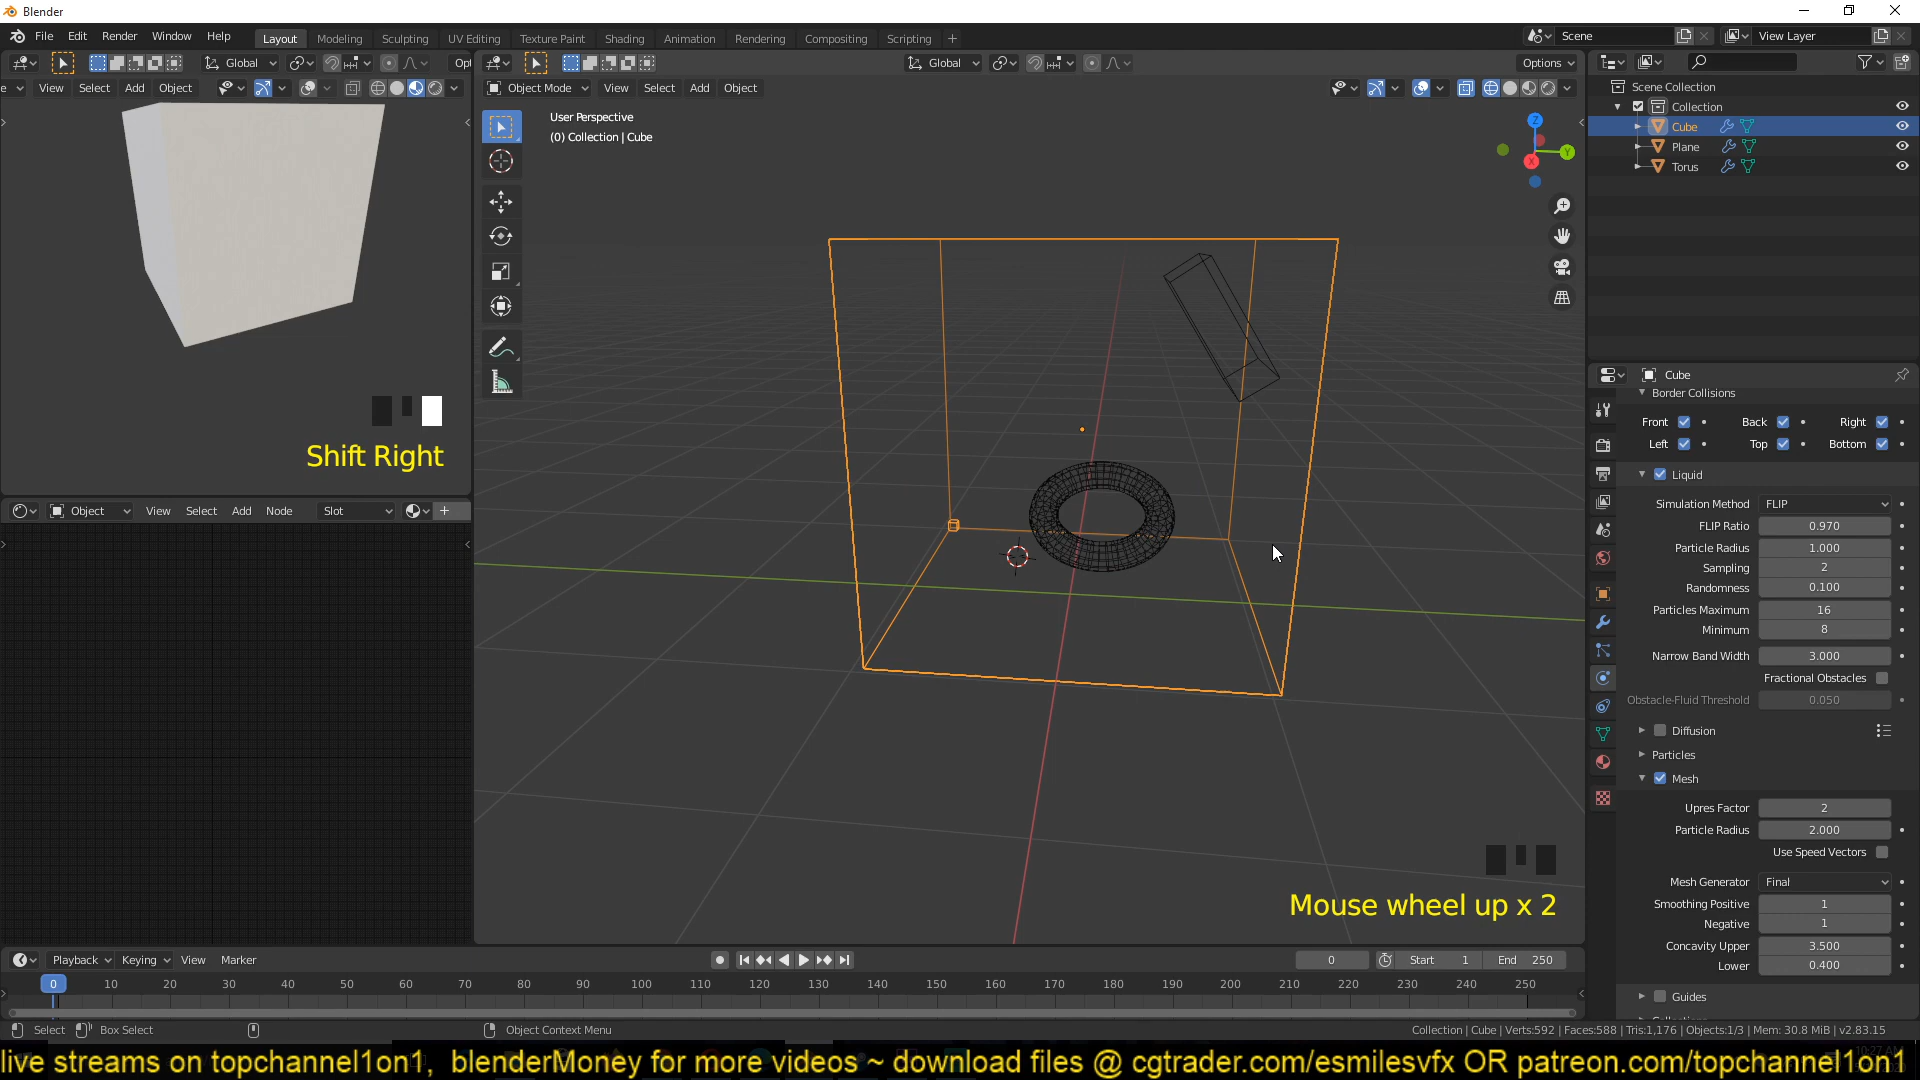 Blender
File Edit Render Window Help
Layout Modeling Sculpting UV Editing Texture Paint Shading Animation Rendering Compositing Scripting +
Scene
View Layer
Global
Opt
Global
Options
e View Select Add Object
Object Mode View Select Add Object
User Perspective
(0) Collection | Cube
Z
Y
X
Scene Collection
Collection
Cube
Plane
Torus
Cube
Border Collisions
Front Back Right
Left Top Bottom
Liquid
Simulation Method FLIP
FLIP Ratio 0.970
Particle Radius 1.000
Sampling 2
Randomness 0.100
Particles Maximum 16
Minimum 8
Narrow Band Width 3.000
Fractional Obstacles
Obstacle-Fluid Threshold 0.050
Diffusion
Particles
Mesh
Upres Factor 2
Particle Radius 2.000
Use Speed Vectors
Mesh Generator Final
Smoothing Positive 1
Negative 1
Concavity Upper 3.500
Lower 0.400
Guides
Shift Right
Object View Select Add Node Slot
Mouse wheel up x 2
Playback Keying View Marker
0 Start 1 End 250
0 10 20 30 40 50 60 70 80 90 100 110 120 130 140 150 160 170 180 190 200 210 220 230 240 250
Select Box Select Object Context Menu
Collection | Cube | Verts:592 | Faces:588 | Tris:1,176 | Objects:1/3 | Mem: 30.8 MiB | v2.83.15
live streams on topchannel1on1, blenderMoney for more videos ~ download files @ cgtrader.com/esmilesvfx OR patreon.com/topchannel1on1